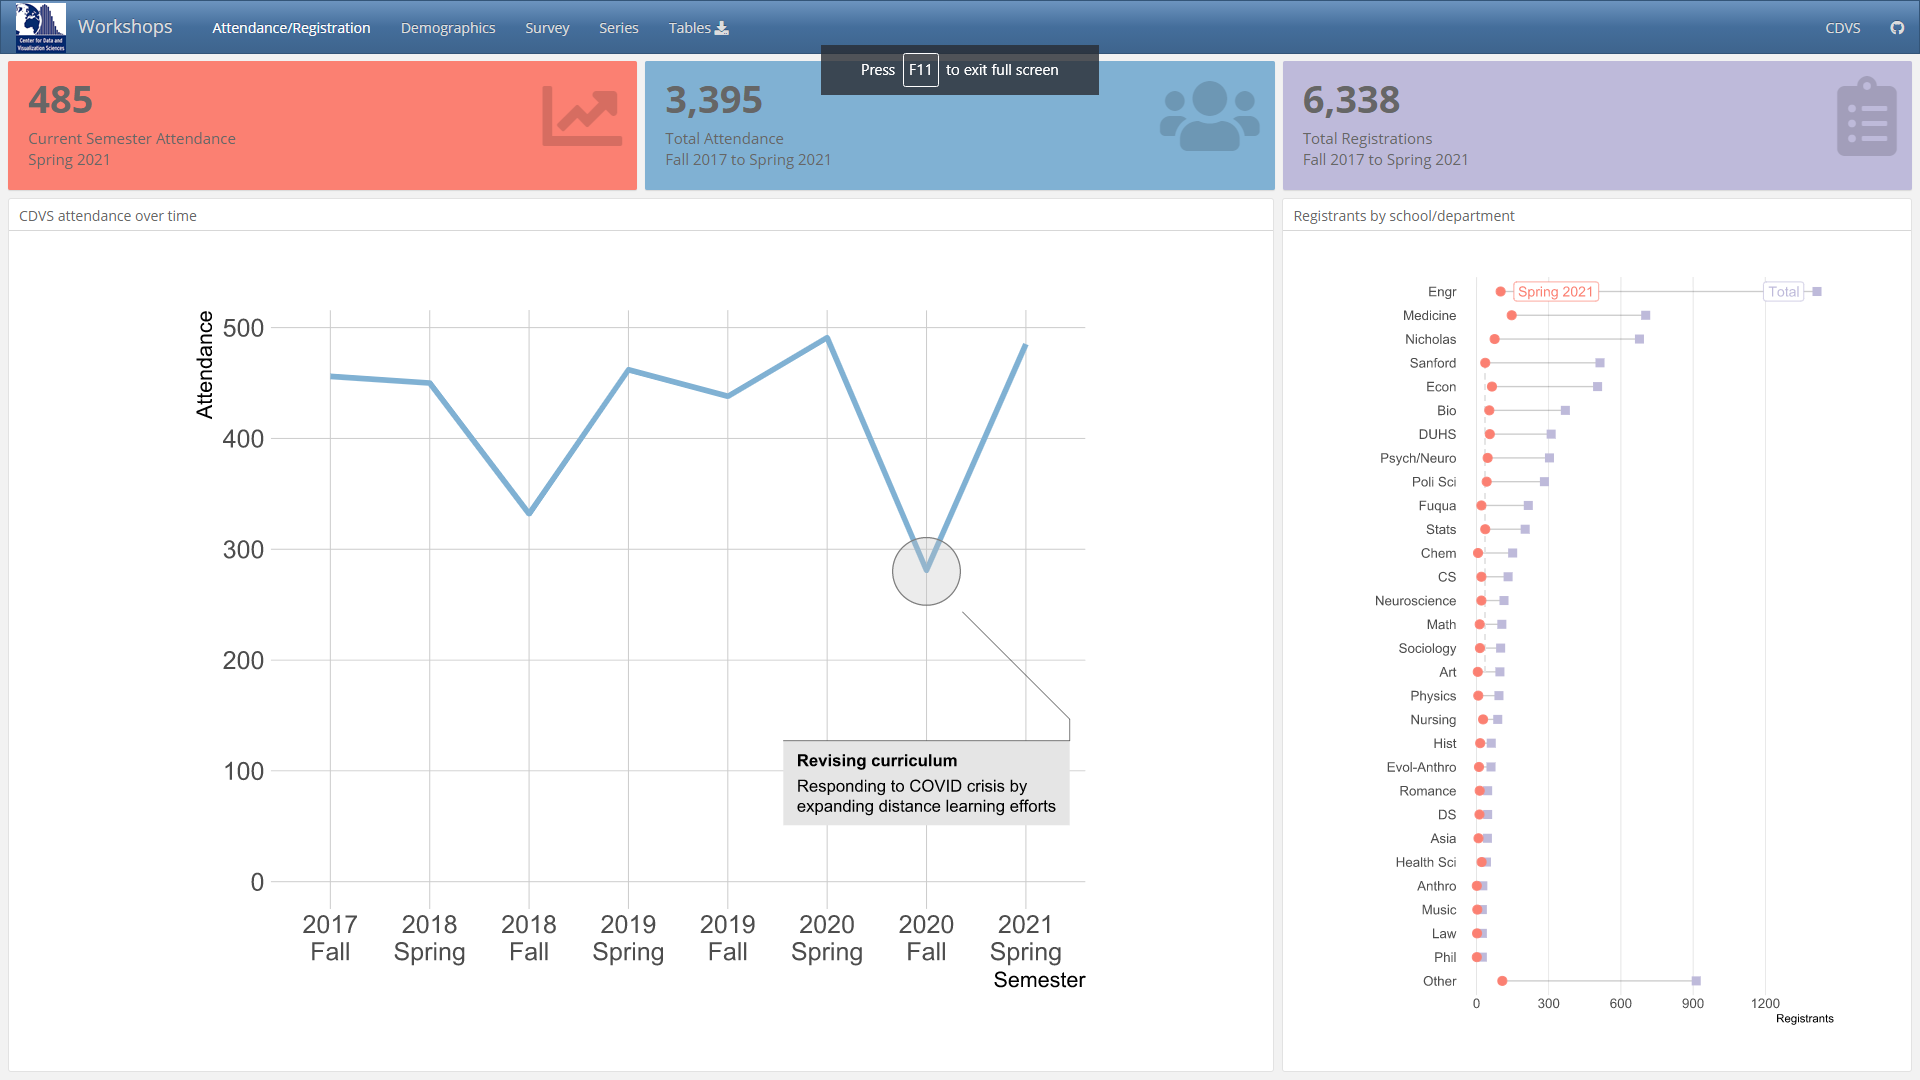 Center for Data and
Visualization Sciences
Workshops
Attendance/Registration
Demographics
Survey
Series
Tables
CDVS
Press F11 to exit full screen
485
Current Semester Attendance
Spring 2021
3,395
Total Attendance
Fall 2017 to Spring 2021
6,338
Total Registrations
Fall 2017 to Spring 2021
CDVS attendance over time
Attendance
500
400
300
200
100
0
Revising curriculum
Responding to COVID crisis by
expanding distance learning efforts
2017
Fall
2018
Spring
2018
Fall
2019
Spring
2019
Fall
2020
Spring
2020
Fall
2021
Spring
Semester
Registrants by school/department
Engr
Spring 2021
Total
Medicine
Nicholas
Sanford
Econ
Bio
DUHS
Psych/Neuro
Poli Sci
Fuqua
Stats
Chem
CS
Neuroscience
Math
Sociology
Art
Physics
Nursing
Hist
Evol-Anthro
Romance
DS
Asia
Health Sci
Anthro
Music
Law
Phil
Other
0 300 600 900 1200
Registrants